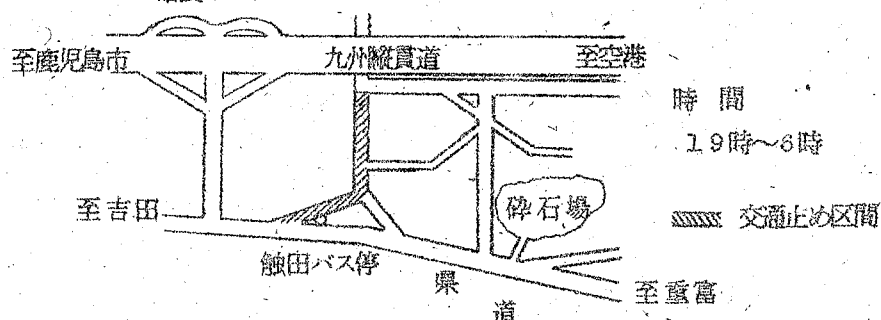 至鹿児島市
九州縦貫道
至空港
時間
19時～6時
至吉田
砕石場
交通止め区間
触田バス停
県道
至重富